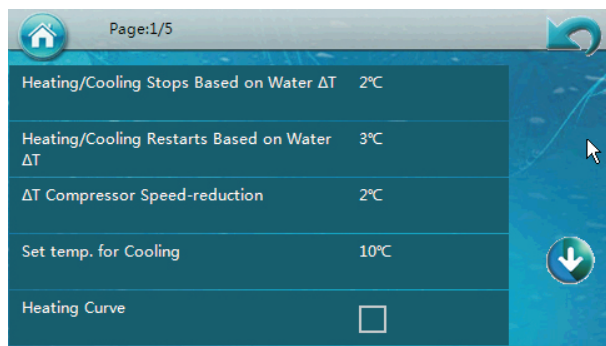 Page:1/5
Heating/Cooling Stops Based on Water ΔT 2℃
Heating/Cooling Restarts Based on Water 3℃
ΔT
ΔT Compressor Speed-reduction 2℃
Set temp. for Cooling 10℃
Heating Curve